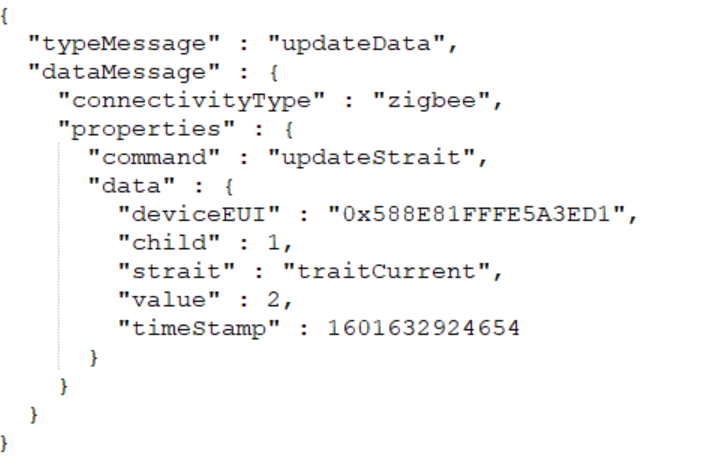 {
  "typeMessage" : "updateData",
  "dataMessage" : {
    "connectivityType" : "zigbee",
    "properties" : {
      "command" : "updateStrait",
      "data" : {
        "deviceEUI" : "0x588E81FFFE5A3ED1",
        "child" : 1,
        "strait" : "traitCurrent",
        "value" : 2,
        "timeStamp" : 1601632924654
      }
    }
  }
}